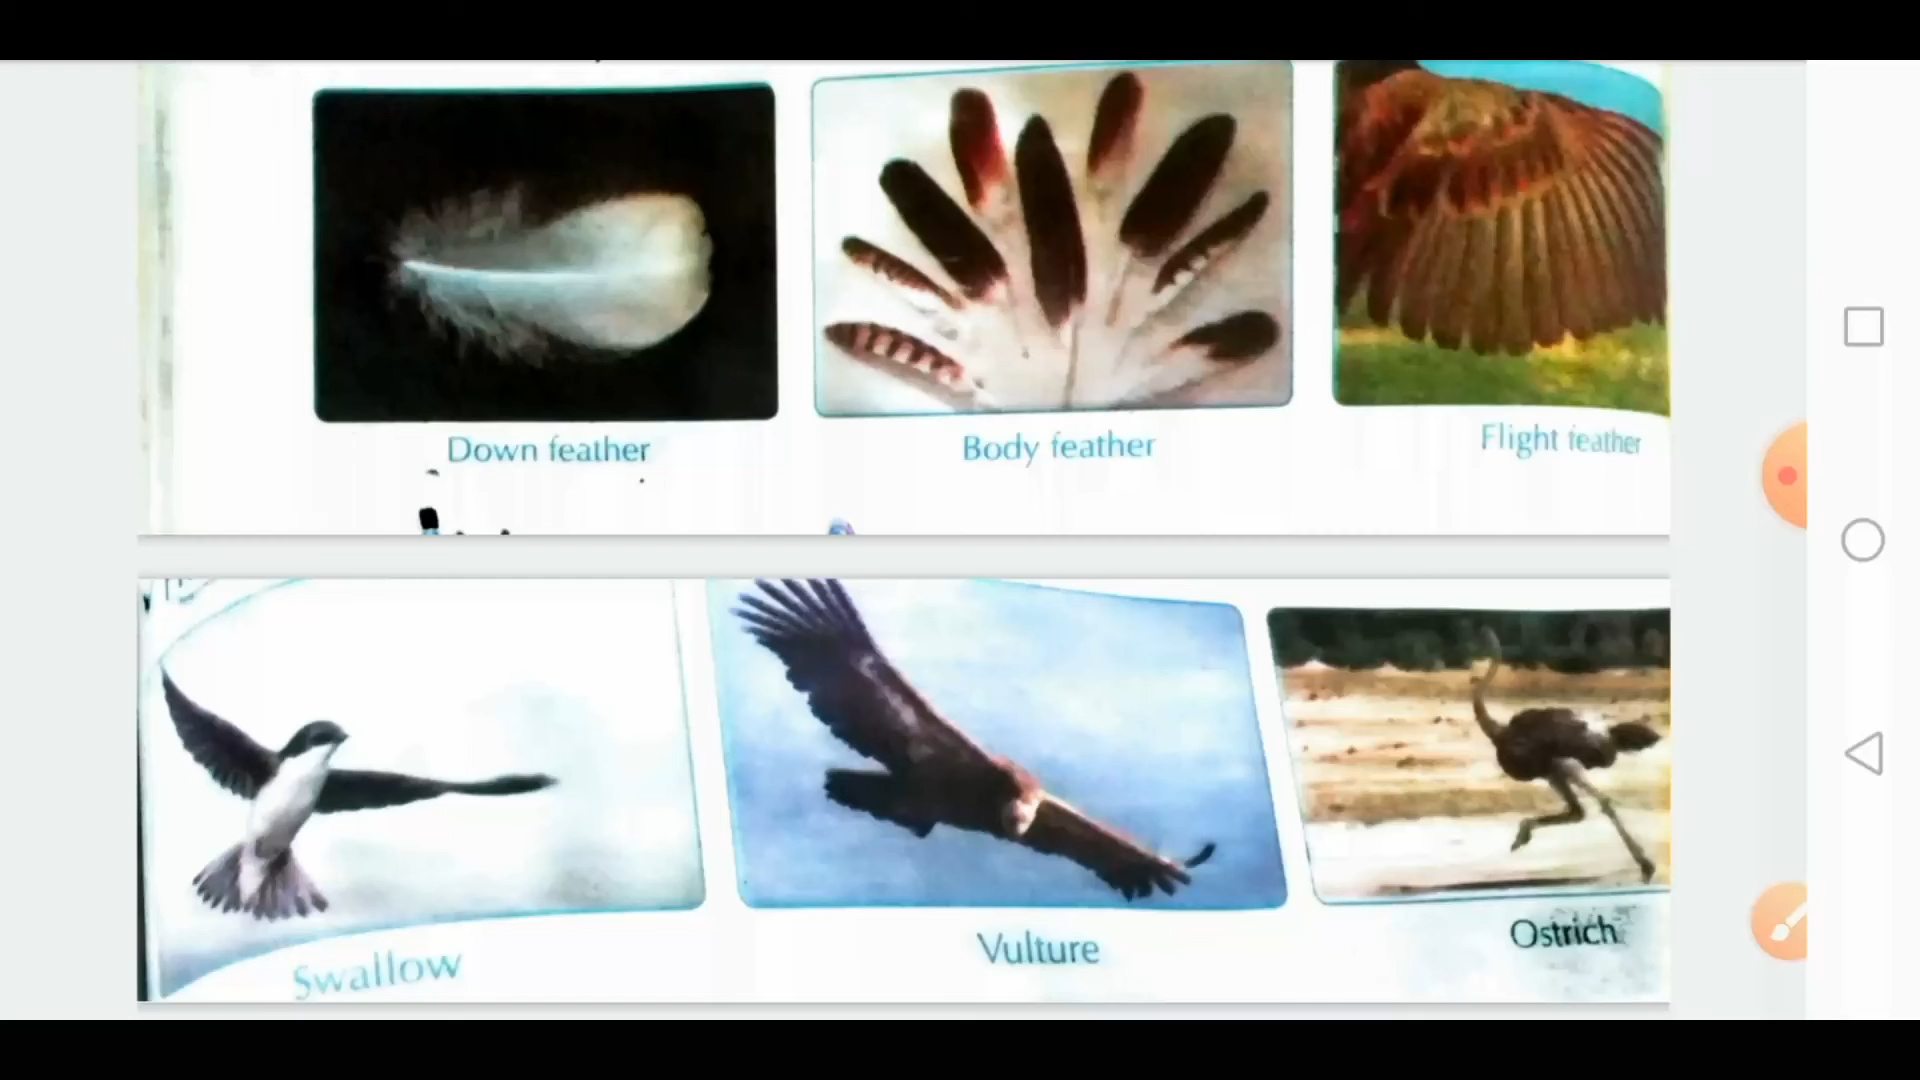 Down feather
Body feather
Flight feather
Swallow
Vulture
Ostrich